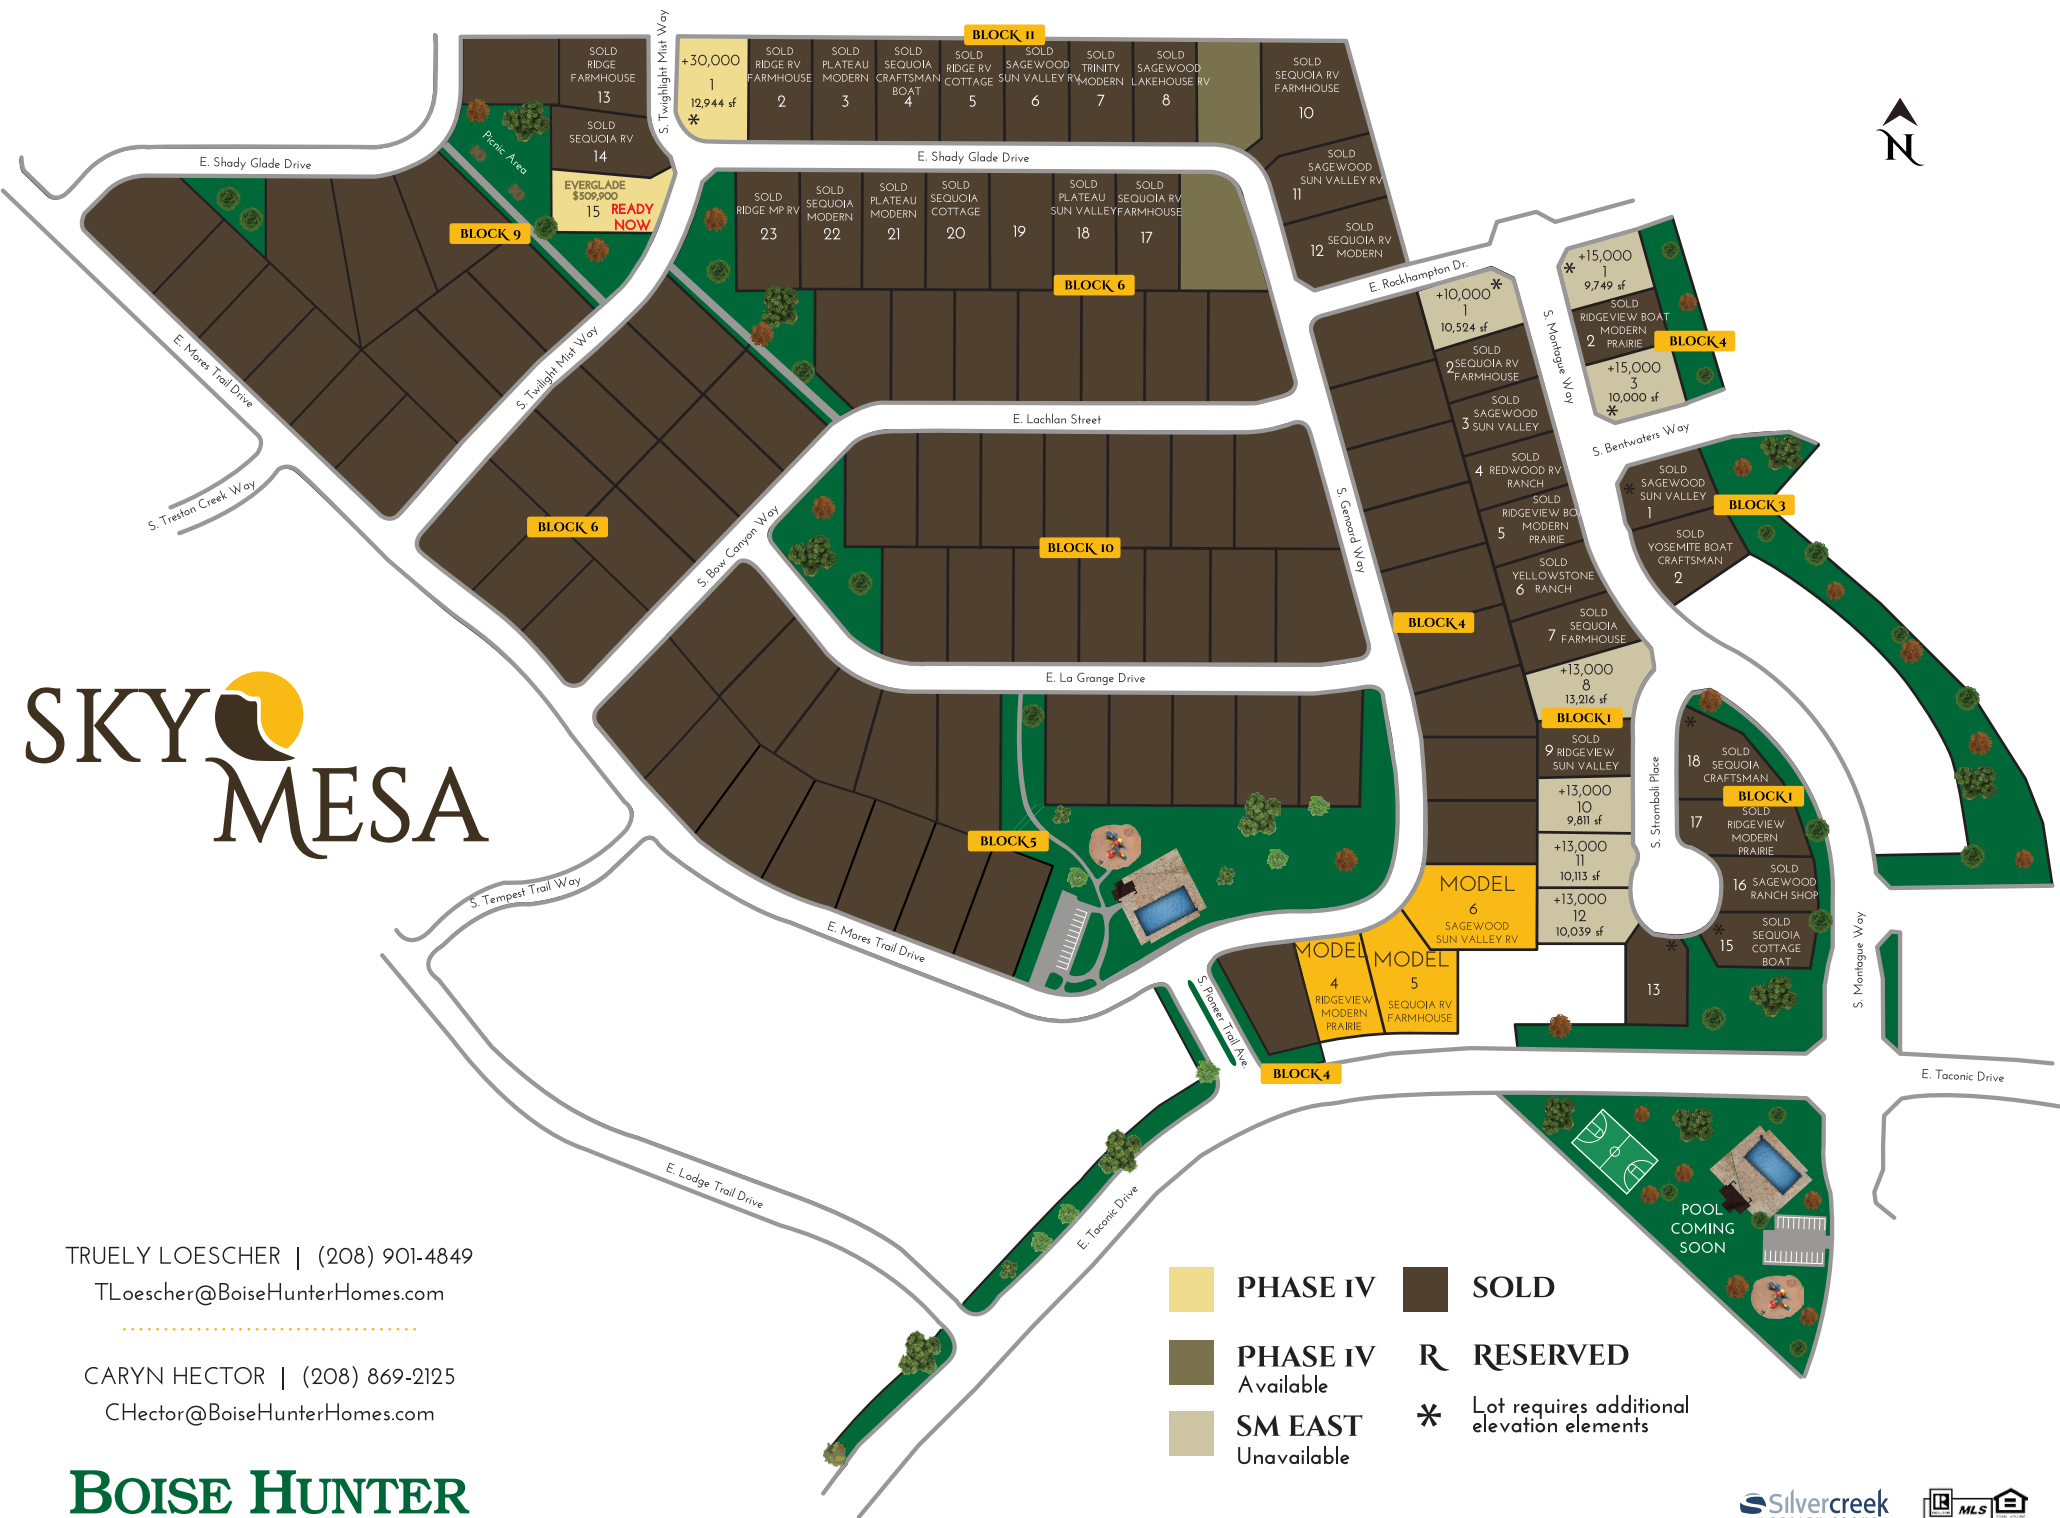 BLOCK 11
SOLD
RIDGE
FARMHOUSE
13
S. Twighlight Mist Way
+30,000
1
12,944 sf
*
SOLD
RIDGE RV
FARMHOUSE
2
SOLD
PLATEAU
MODERN
3
SOLD
SEQUOIA
CRAFTSMAN
BOAT
4
SOLD
RIDGE RV
COTTAGE
5
SOLD
SAGEWOOD
SUN VALLEY RV
6
SOLD
TRINITY
MODERN
7
SOLD
SAGEWOOD
LAKEHOUSE RV
8
SOLD
SEQUOIA RV
FARMHOUSE
10
SOLD
SAGEWOOD
SUN VALLEY RV
11
12
SOLD
SEQUOIA RV
MODERN
N
SOLD
SEQUOIA RV
14
Picnic Area
E. Shady Glade Drive
E. Shady Glade Drive
EVERGLADE
$509,900
15 READY
NOW
BLOCK 9
SOLD
RIDGE MP RV
23
SOLD
SEQUOIA
MODERN
22
SOLD
PLATEAU
MODERN
21
SOLD
SEQUOIA
COTTAGE
20
19
SOLD
PLATEAU
SUN VALLEY
18
SOLD
SEQUOIA RV
FARMHOUSE
17
BLOCK 6
E. Rockhampton Dr.
+10,000 *
1
10,524 sf
S. Montague Way
+15,000
* 1
9,749 sf
SOLD
RIDGEVIEW BOAT
MODERN
2 PRAIRIE
BLOCK 4
+15,000
3
10,000 sf
*
2 SOLD
SEQUOIA RV
FARMHOUSE
SOLD
3 SAGEWOOD
SUN VALLEY
SOLD
4 REDWOOD RV
RANCH
SOLD
RIDGEVIEW BO
MODERN
5 PRAIRIE
SOLD
YELLOWSTONE
6 RANCH
SOLD
SEQUOIA
7 FARMHOUSE
S. Bentwaters Way
SOLD
* SAGEWOOD
SUN VALLEY
1
BLOCK 3
SOLD
YOSEMITE BOAT
CRAFTSMAN
2
E. Mores Trail Drive
S. Twilight Mist Way
S. Treston Creek Way
E. Lachlan Street
BLOCK 6
S. Bow Canyon Way
BLOCK 10
S. Genoard Way
BLOCK 4
E. La Grange Drive
+13,000
8
13,216 sf
BLOCK 1
SOLD
9 RIDGEVIEW
SUN VALLEY
+13,000
10
9,811 sf
+13,000
11
10,113 sf
+13,000
12
10,039 sf
S. Stromboli Place
*
18 SOLD
SEQUOIA
CRAFTSMAN
BLOCK 1
17 SOLD
RIDGEVIEW
MODERN
PRAIRIE
16 SOLD
SAGEWOOD
RANCH SHOP
*
15 SOLD
SEQUOIA
COTTAGE
BOAT
*
13
SKY
MESA
BLOCK 5
S. Tempest Trail Way
E. Mores Trail Drive
MODEL
6
SAGEWOOD
SUN VALLEY RV
MODEL
4
RIDGEVIEW
MODERN
PRAIRIE
MODEL
5
SEQUOIA RV
FARMHOUSE
S. Pioneer Trail Ave.
BLOCK 4
S. Montague Way
E. Taconic Drive
E. Lodge Trail Drive
E. Taconic Drive
POOL
COMING
SOON
TRUELY LOESCHER | (208) 901-4849
TLoescher@BoiseHunterHomes.com
CARYN HECTOR | (208) 869-2125
CHector@BoiseHunterHomes.com
BOISE HUNTER
PHASE IV
SOLD
PHASE IV
Available
R RESERVED
SM EAST
Unavailable
* Lot requires additional
elevation elements
Silvercreek
R MLS